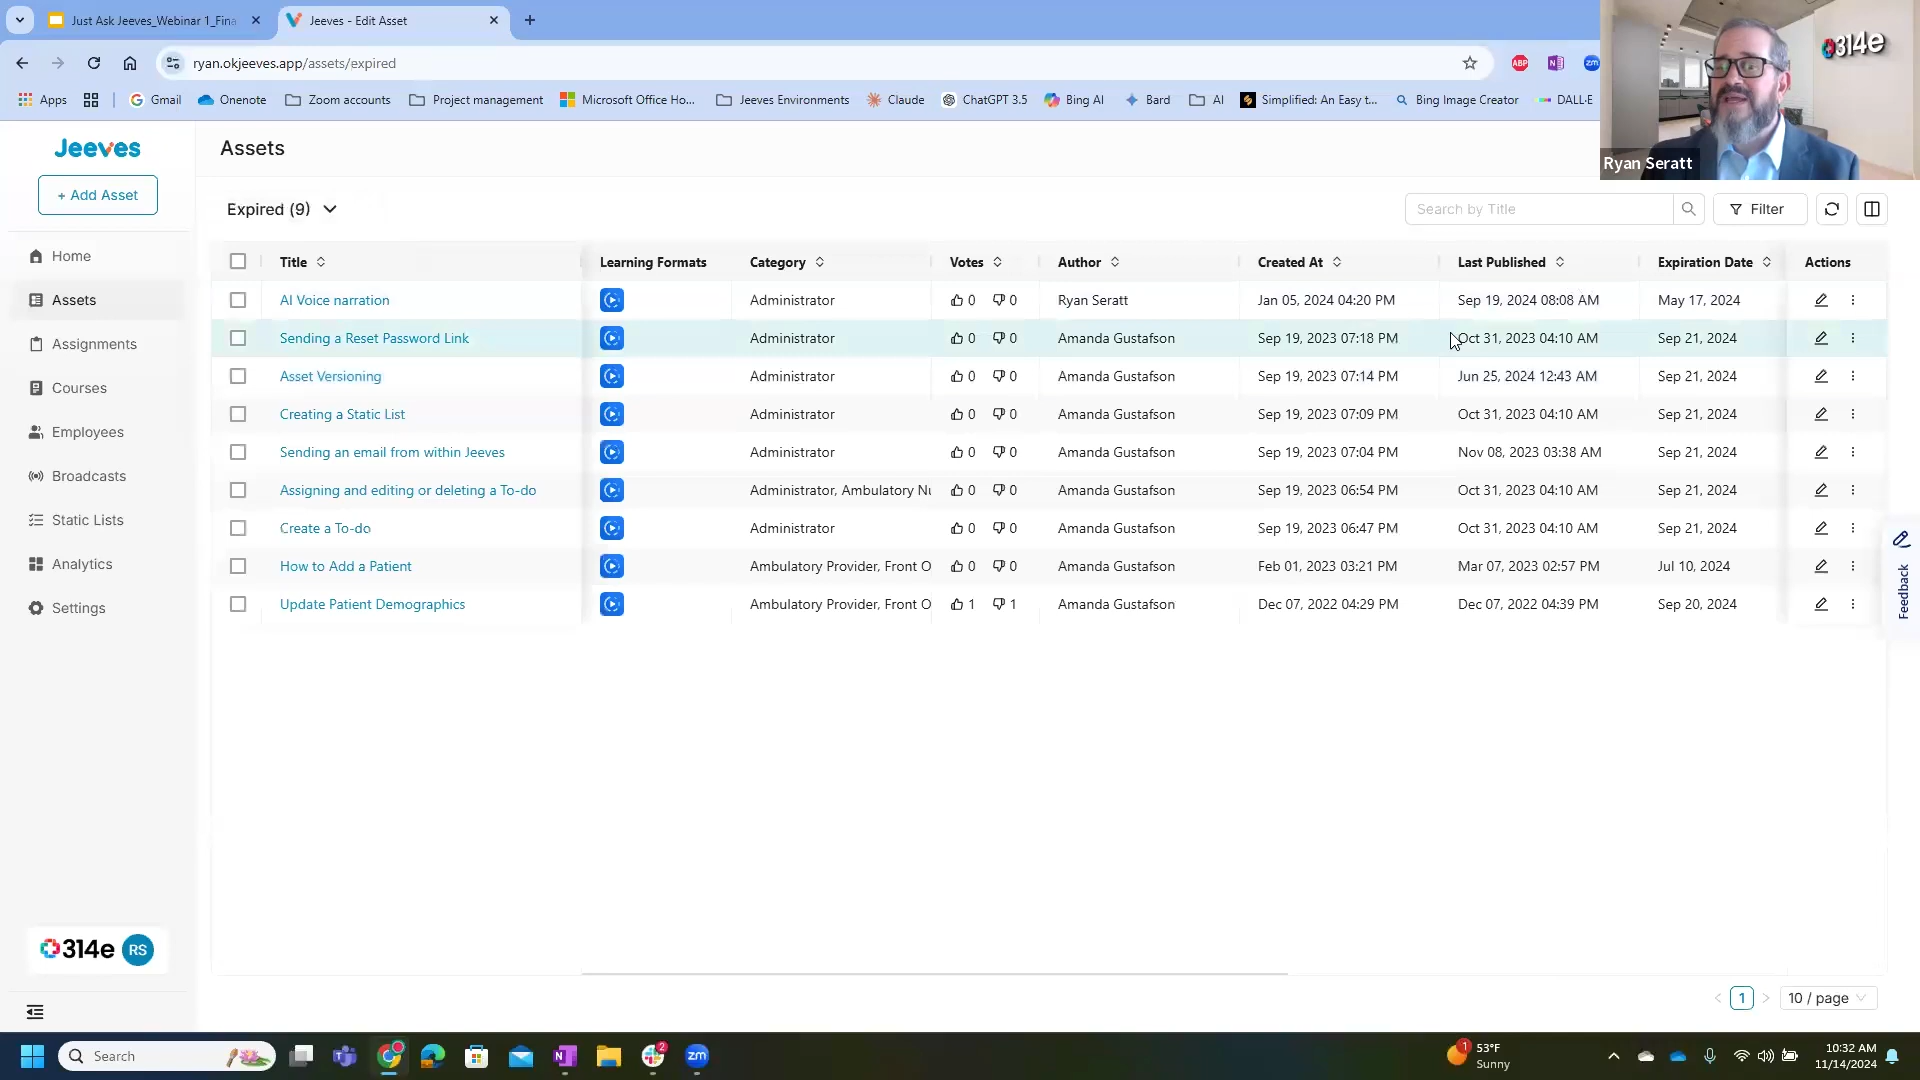 Just Ask Jeeves_Webinar 1_Fina
Jeeves - Edit Asset
ryan.okjeeves.app/assets/expired
ABP
zm
Apps
Gmail
Onenote
Zoom accounts
Project management
Microsoft Office Ho...
Jeeves Environments
Claude
ChatGPT 3.5
Bing AI
Bard
AI
Simplified: An Easy t...
Bing Image Creator
DALL·E
314e
Ryan Seratt
Jeeves
+ Add Asset
Home
Assets
Assignments
Courses
Employees
Broadcasts
Static Lists
Analytics
Settings
314e RS
Assets
Expired (9)
Search by Title
Filter
Title Learning Formats Category Votes Author Created At Last Published Expiration Date Actions
AI Voice narration Administrator 0 0 Ryan Seratt Jan 05, 2024 04:20 PM Sep 19, 2024 08:08 AM May 17, 2024
Sending a Reset Password Link Administrator 0 0 Amanda Gustafson Sep 19, 2023 07:18 PM Oct 31, 2023 04:10 AM Sep 21, 2024
Asset Versioning Administrator 0 0 Amanda Gustafson Sep 19, 2023 07:14 PM Jun 25, 2024 12:43 AM Sep 21, 2024
Creating a Static List Administrator 0 0 Amanda Gustafson Sep 19, 2023 07:09 PM Oct 31, 2023 04:10 AM Sep 21, 2024
Sending an email from within Jeeves Administrator 0 0 Amanda Gustafson Sep 19, 2023 07:04 PM Nov 08, 2023 03:38 AM Sep 21, 2024
Assigning and editing or deleting a To-do Administrator, Ambulatory Nu 0 0 Amanda Gustafson Sep 19, 2023 06:54 PM Oct 31, 2023 04:10 AM Sep 21, 2024
Create a To-do Administrator 0 0 Amanda Gustafson Sep 19, 2023 06:47 PM Oct 31, 2023 04:10 AM Sep 21, 2024
How to Add a Patient Ambulatory Provider, Front O 0 0 Amanda Gustafson Feb 01, 2023 03:21 PM Mar 07, 2023 02:57 PM Jul 10, 2024
Update Patient Demographics Ambulatory Provider, Front O 1 1 Amanda Gustafson Dec 07, 2022 04:29 PM Dec 07, 2022 04:39 PM Sep 20, 2024
Feedback
1
10 / page
Search
2
zm
1
53°F
Sunny
10:32 AM
11/14/2024